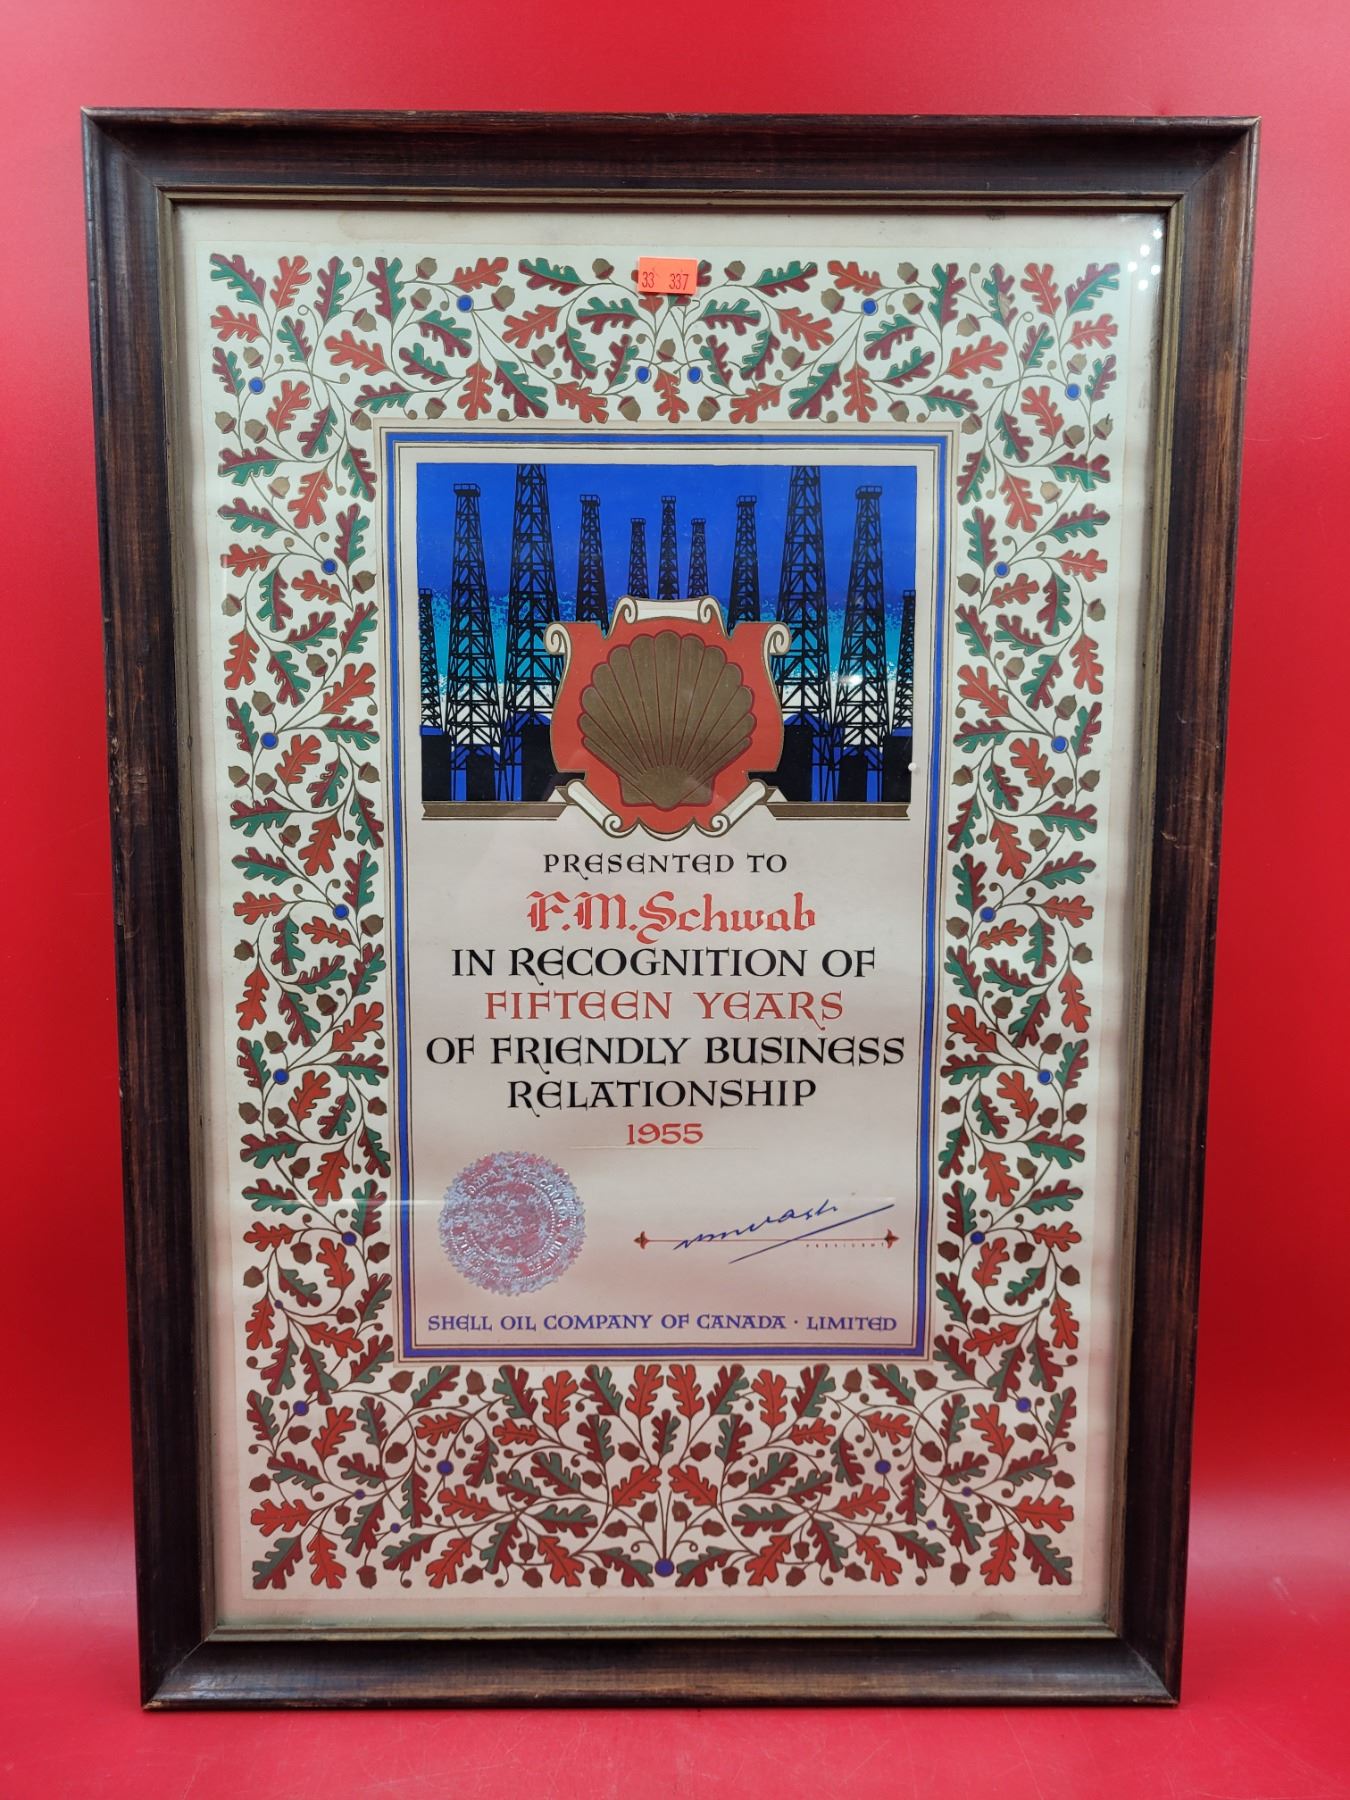 33 337
PRESENTED TO
F.M. Schwab
IN RECOGNITION OF
FIFTEEN YEARS
OF FRIENDLY BUSINESS
RELATIONSHIP
1955
PRESIDENT
SHELL OIL COMPANY OF CANADA · LIMITED